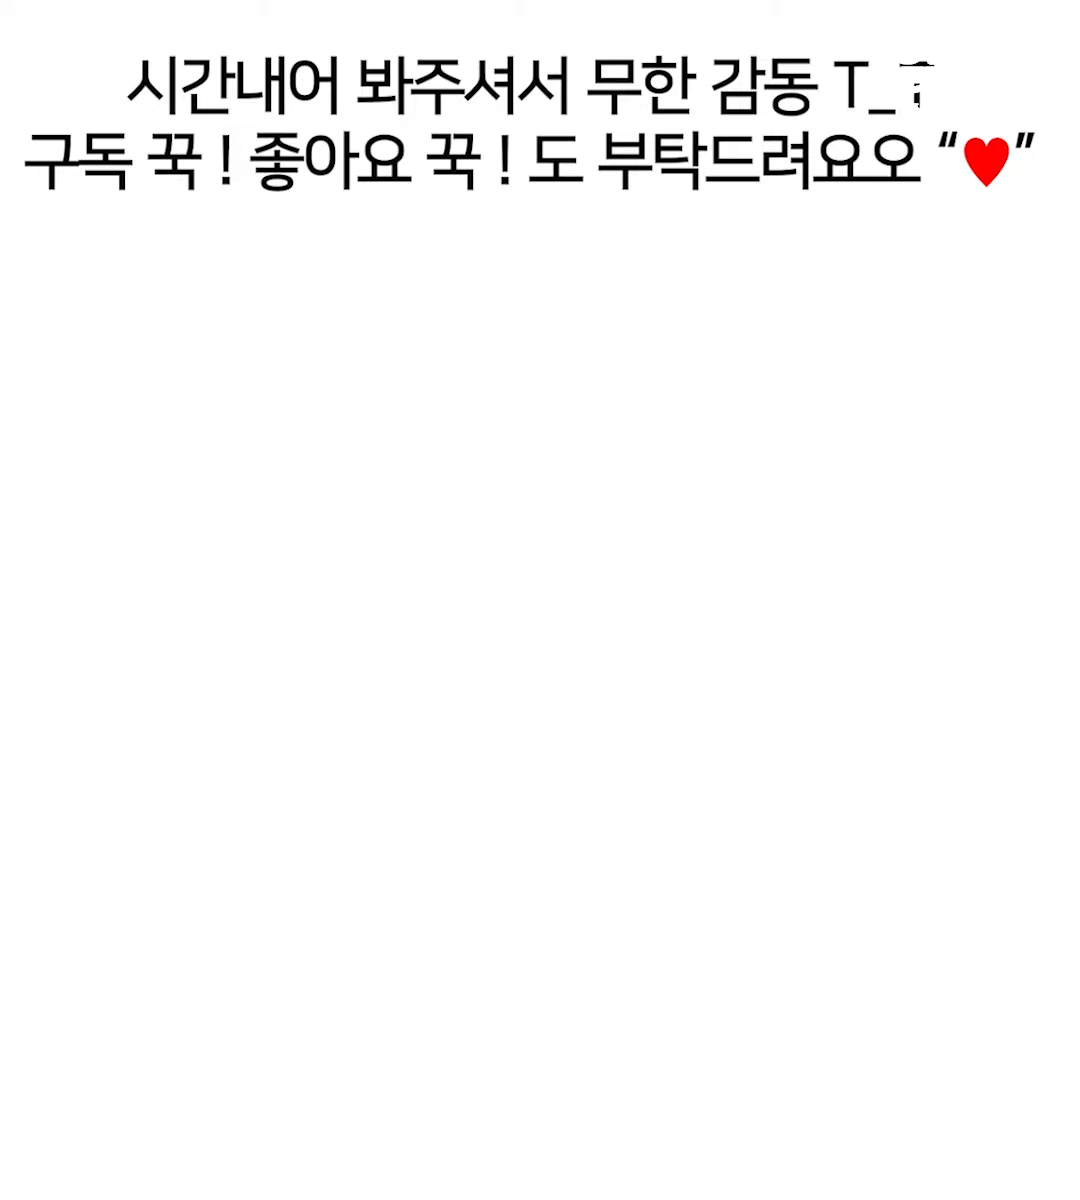 시간내어 봐주셔서 무한 감동 T_
구독 꾹 ! 좋아요 꾹 ! 도 부탁드려요오 “♥”